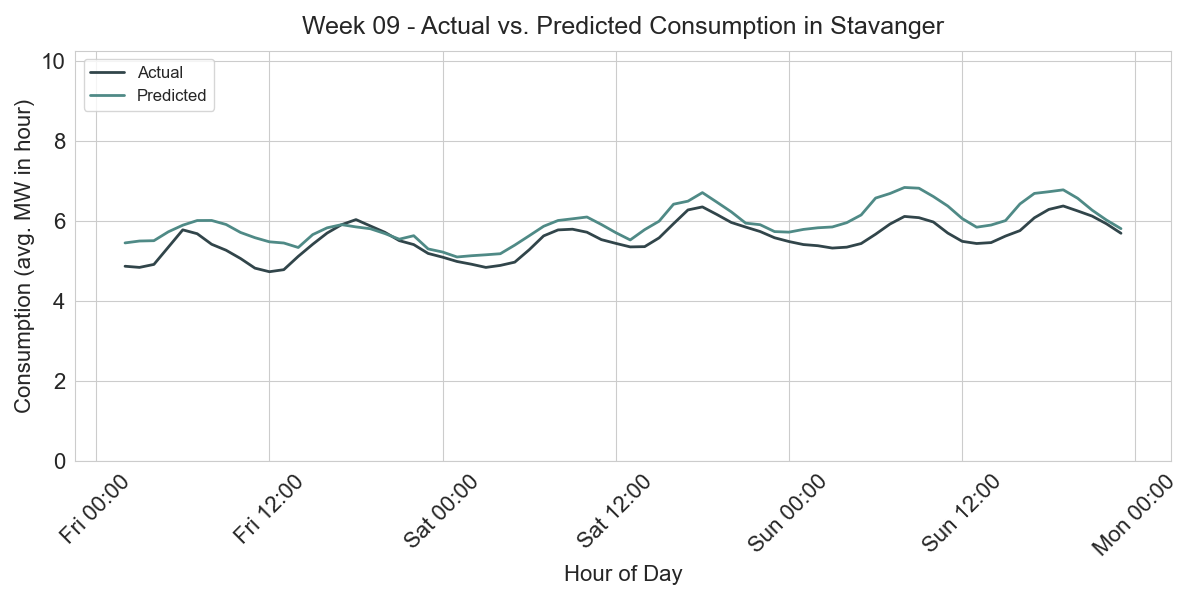 Week 09 - Actual vs. Predicted Consumption in Stavanger
Actual
Predicted
Consumption (avg. MW in hour)
10
8
6
4
2
0
Fri 00:00
Fri 12:00
Sat 00:00
Sat 12:00
Sun 00:00
Sun 12:00
Mon 00:00
Hour of Day